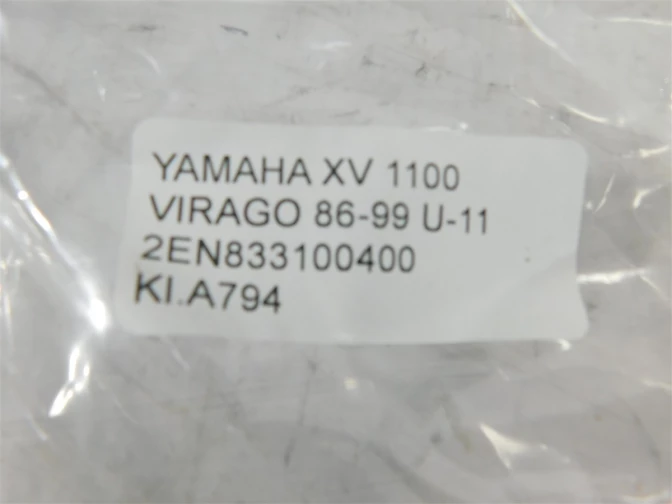 YAMAHA XV 1100
VIRAGO 86-99 U-11
2EN833100400
KI.A794